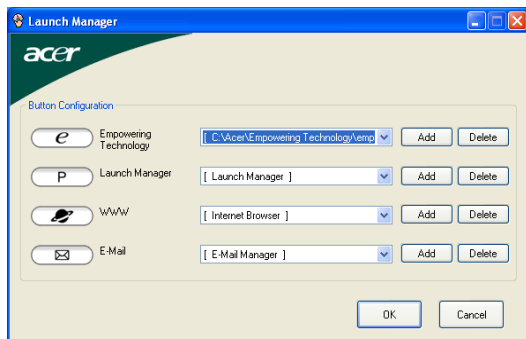 Launch Manager
acer
Button Configuration
e Empowering Technology [ C:\Acer\Empowering Technology\emp Add Delete
P Launch Manager [ Launch Manager ] Add Delete
WWW [ Internet Browser ] Add Delete
E-Mail [ E-Mail Manager ] Add Delete
OK Cancel